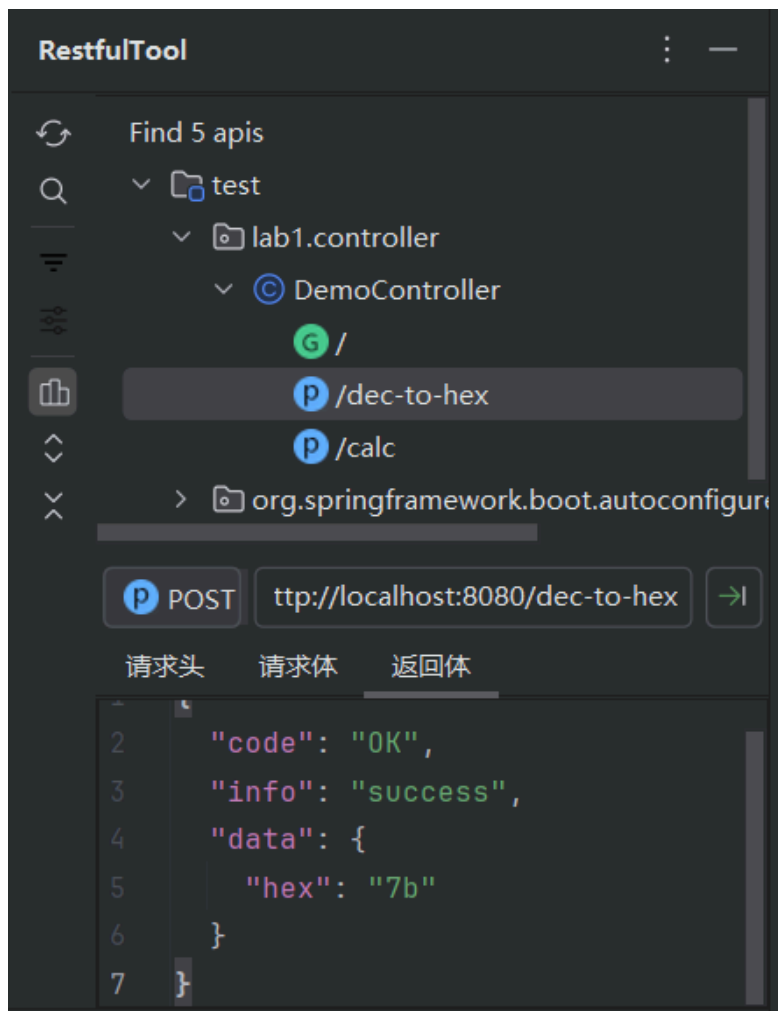 RestfulTool
Find 5 apis
test
lab1.controller
C DemoController
G /
p /dec-to-hex
p /calc
org.springframework.boot.autoconfigure
p POST ttp://localhost:8080/dec-to-hex
请求头 请求体 返回体
1 {
2 "code": "OK",
3 "info": "success",
4 "data": {
5 "hex": "7b"
6 }
7 }